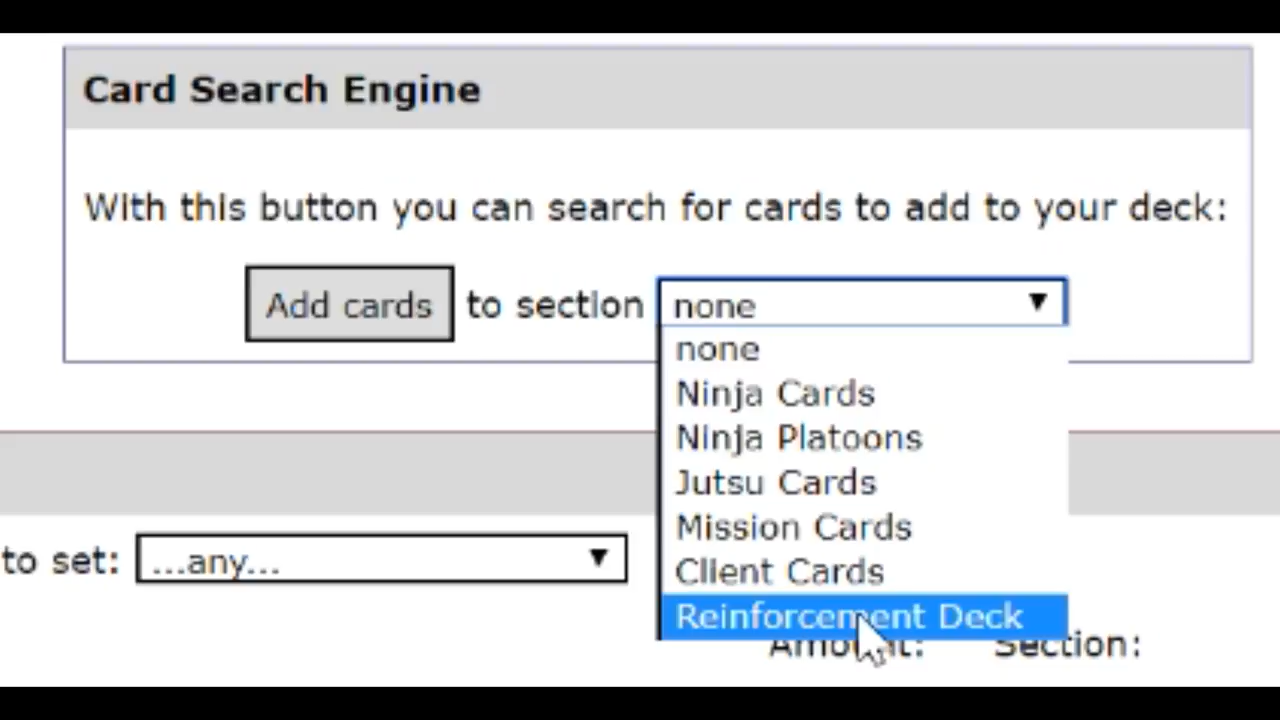 Card Search Engine
With this button you can search for cards to add to your deck:
Add cards to section none
none
Ninja Cards
Ninja Platoons
Jutsu Cards
Mission Cards
to set: ...any...
Client Cards
Reinforcement Deck
Amount: Section: